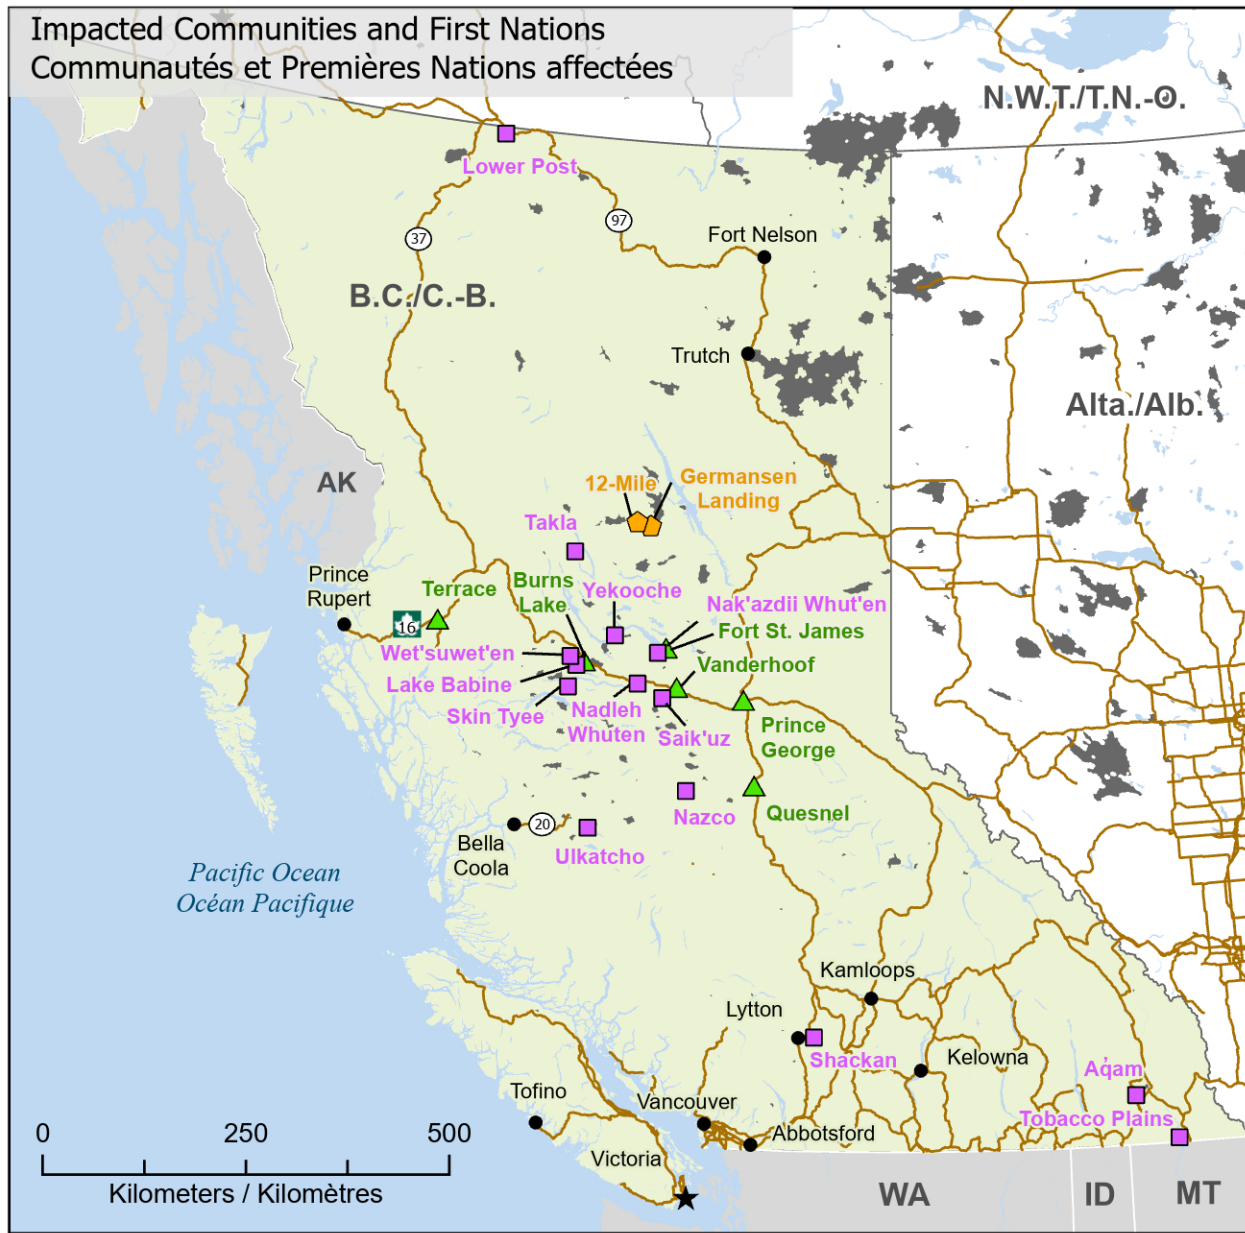 Impacted Communities and First Nations
Communautés et Premières Nations affectées
N.W.T./T.N.-O.
Lower Post
97
37
Fort Nelson
B.C./C.-B.
Trutch
Alta./Alb.
AK
12-Mile
Germansen
Landing
Takla
Prince
Rupert
Terrace
Burns
Lake
Yekooche
Nak'azdii Whut'en
16
Fort St. James
Wet'suwet'en
Vanderhoof
Lake Babine
Skin Tyee
Nadleh
Whuten
Saik'uz
Prince
George
Nazco
Quesnel
20
Bella
Coola
Ulkatcho
Pacific Ocean
Océan Pacifique
Kamloops
Lytton
Shackan
Kelowna
Aq̓am
Tofino
Vancouver
Tobacco Plains
Abbotsford
Victoria
0 250 500
Kilometers / Kilomètres
WA
ID
MT